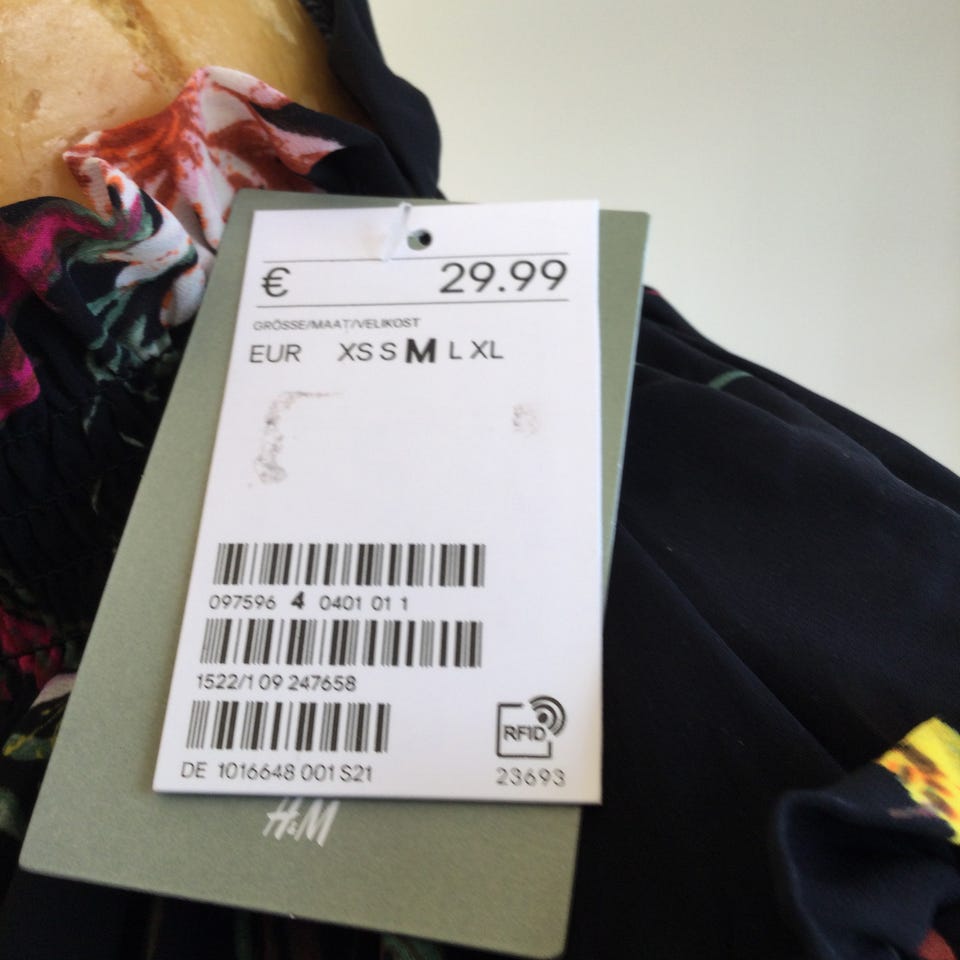 € 29.99
GRÖSSE/MAAT/VELIKOST
EUR XS S M L XL
097596 4 0401 01 1
1522/1 09 247658
DE 1016648 001 S21
RFID
23693
H&M